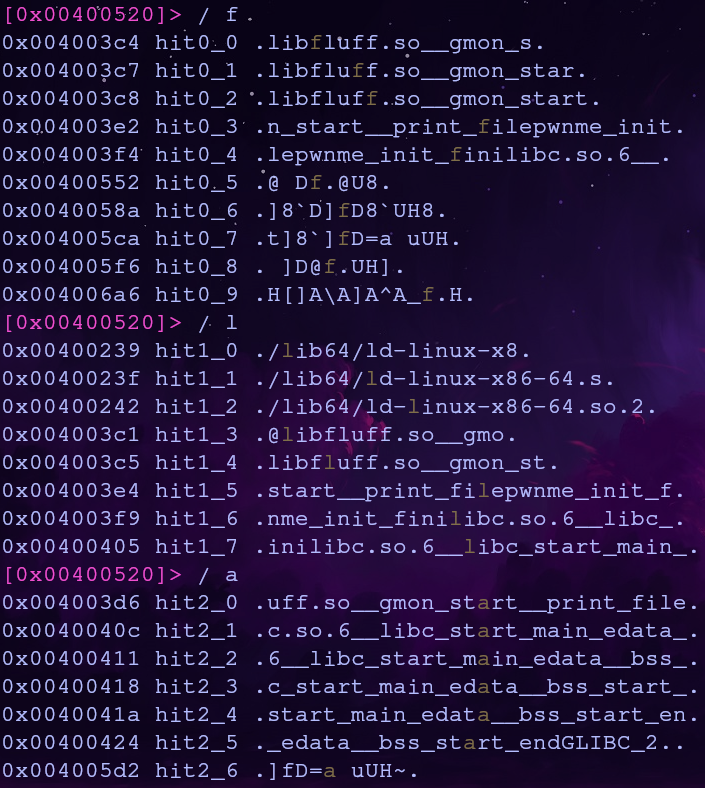 [0x00400520]> / f
0x004003c4 hit0_0 .libfluff.so__gmon_s.
0x004003c7 hit0_1 .libfluff.so__gmon_star.
0x004003c8 hit0_2 .libfluff.so__gmon_start.
0x004003e2 hit0_3 .n_start__print_filepwnme_init.
0x004003f4 hit0_4 .lepwnme_init_finilibc.so.6__.
0x00400552 hit0_5 .@ Df.@U8.
0x0040058a hit0_6 .]8`D]fD8`UH8.
0x004005ca hit0_7 .t]8`]fD=a uUH.
0x004005f6 hit0_8 . ]D@f.UH].
0x004006a6 hit0_9 .H[]A\A]A^A_f.H.
[0x00400520]> / l
0x00400239 hit1_0 ./lib64/ld-linux-x8.
0x0040023f hit1_1 ./lib64/ld-linux-x86-64.s.
0x00400242 hit1_2 ./lib64/ld-linux-x86-64.so.2.
0x004003c1 hit1_3 .@libfluff.so__gmo.
0x004003c5 hit1_4 .libfluff.so__gmon_st.
0x004003e4 hit1_5 .start__print_filepwnme_init_f.
0x004003f9 hit1_6 .nme_init_finilibc.so.6__libc_.
0x00400405 hit1_7 .inilibc.so.6__libc_start_main_.
[0x00400520]> / a
0x004003d6 hit2_0 .uff.so__gmon_start__print_file.
0x0040040c hit2_1 .c.so.6__libc_start_main_edata_.
0x00400411 hit2_2 .6__libc_start_main_edata__bss_.
0x00400418 hit2_3 .c_start_main_edata__bss_start_.
0x0040041a hit2_4 .start_main_edata__bss_start_en.
0x00400424 hit2_5 ._edata__bss_start_endGLIBC_2..
0x004005d2 hit2_6 .]fD=a uUH~.